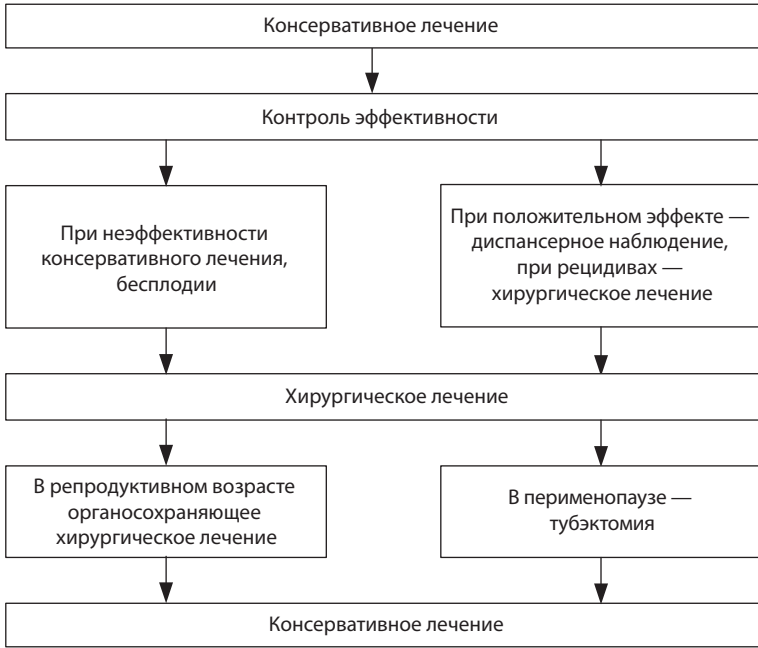 Консервативное лечение
Контроль эффективности
При неэффективности
консервативного лечения,
бесплодии
При положительном эффекте —
диспансерное наблюдение,
при рецидивах —
хирургическое лечение
Хирургическое лечение
В репродуктивном возрасте
органосохраняющее
хирургическое лечение
В перименопаузе —
тубэктомия
Консервативное лечение